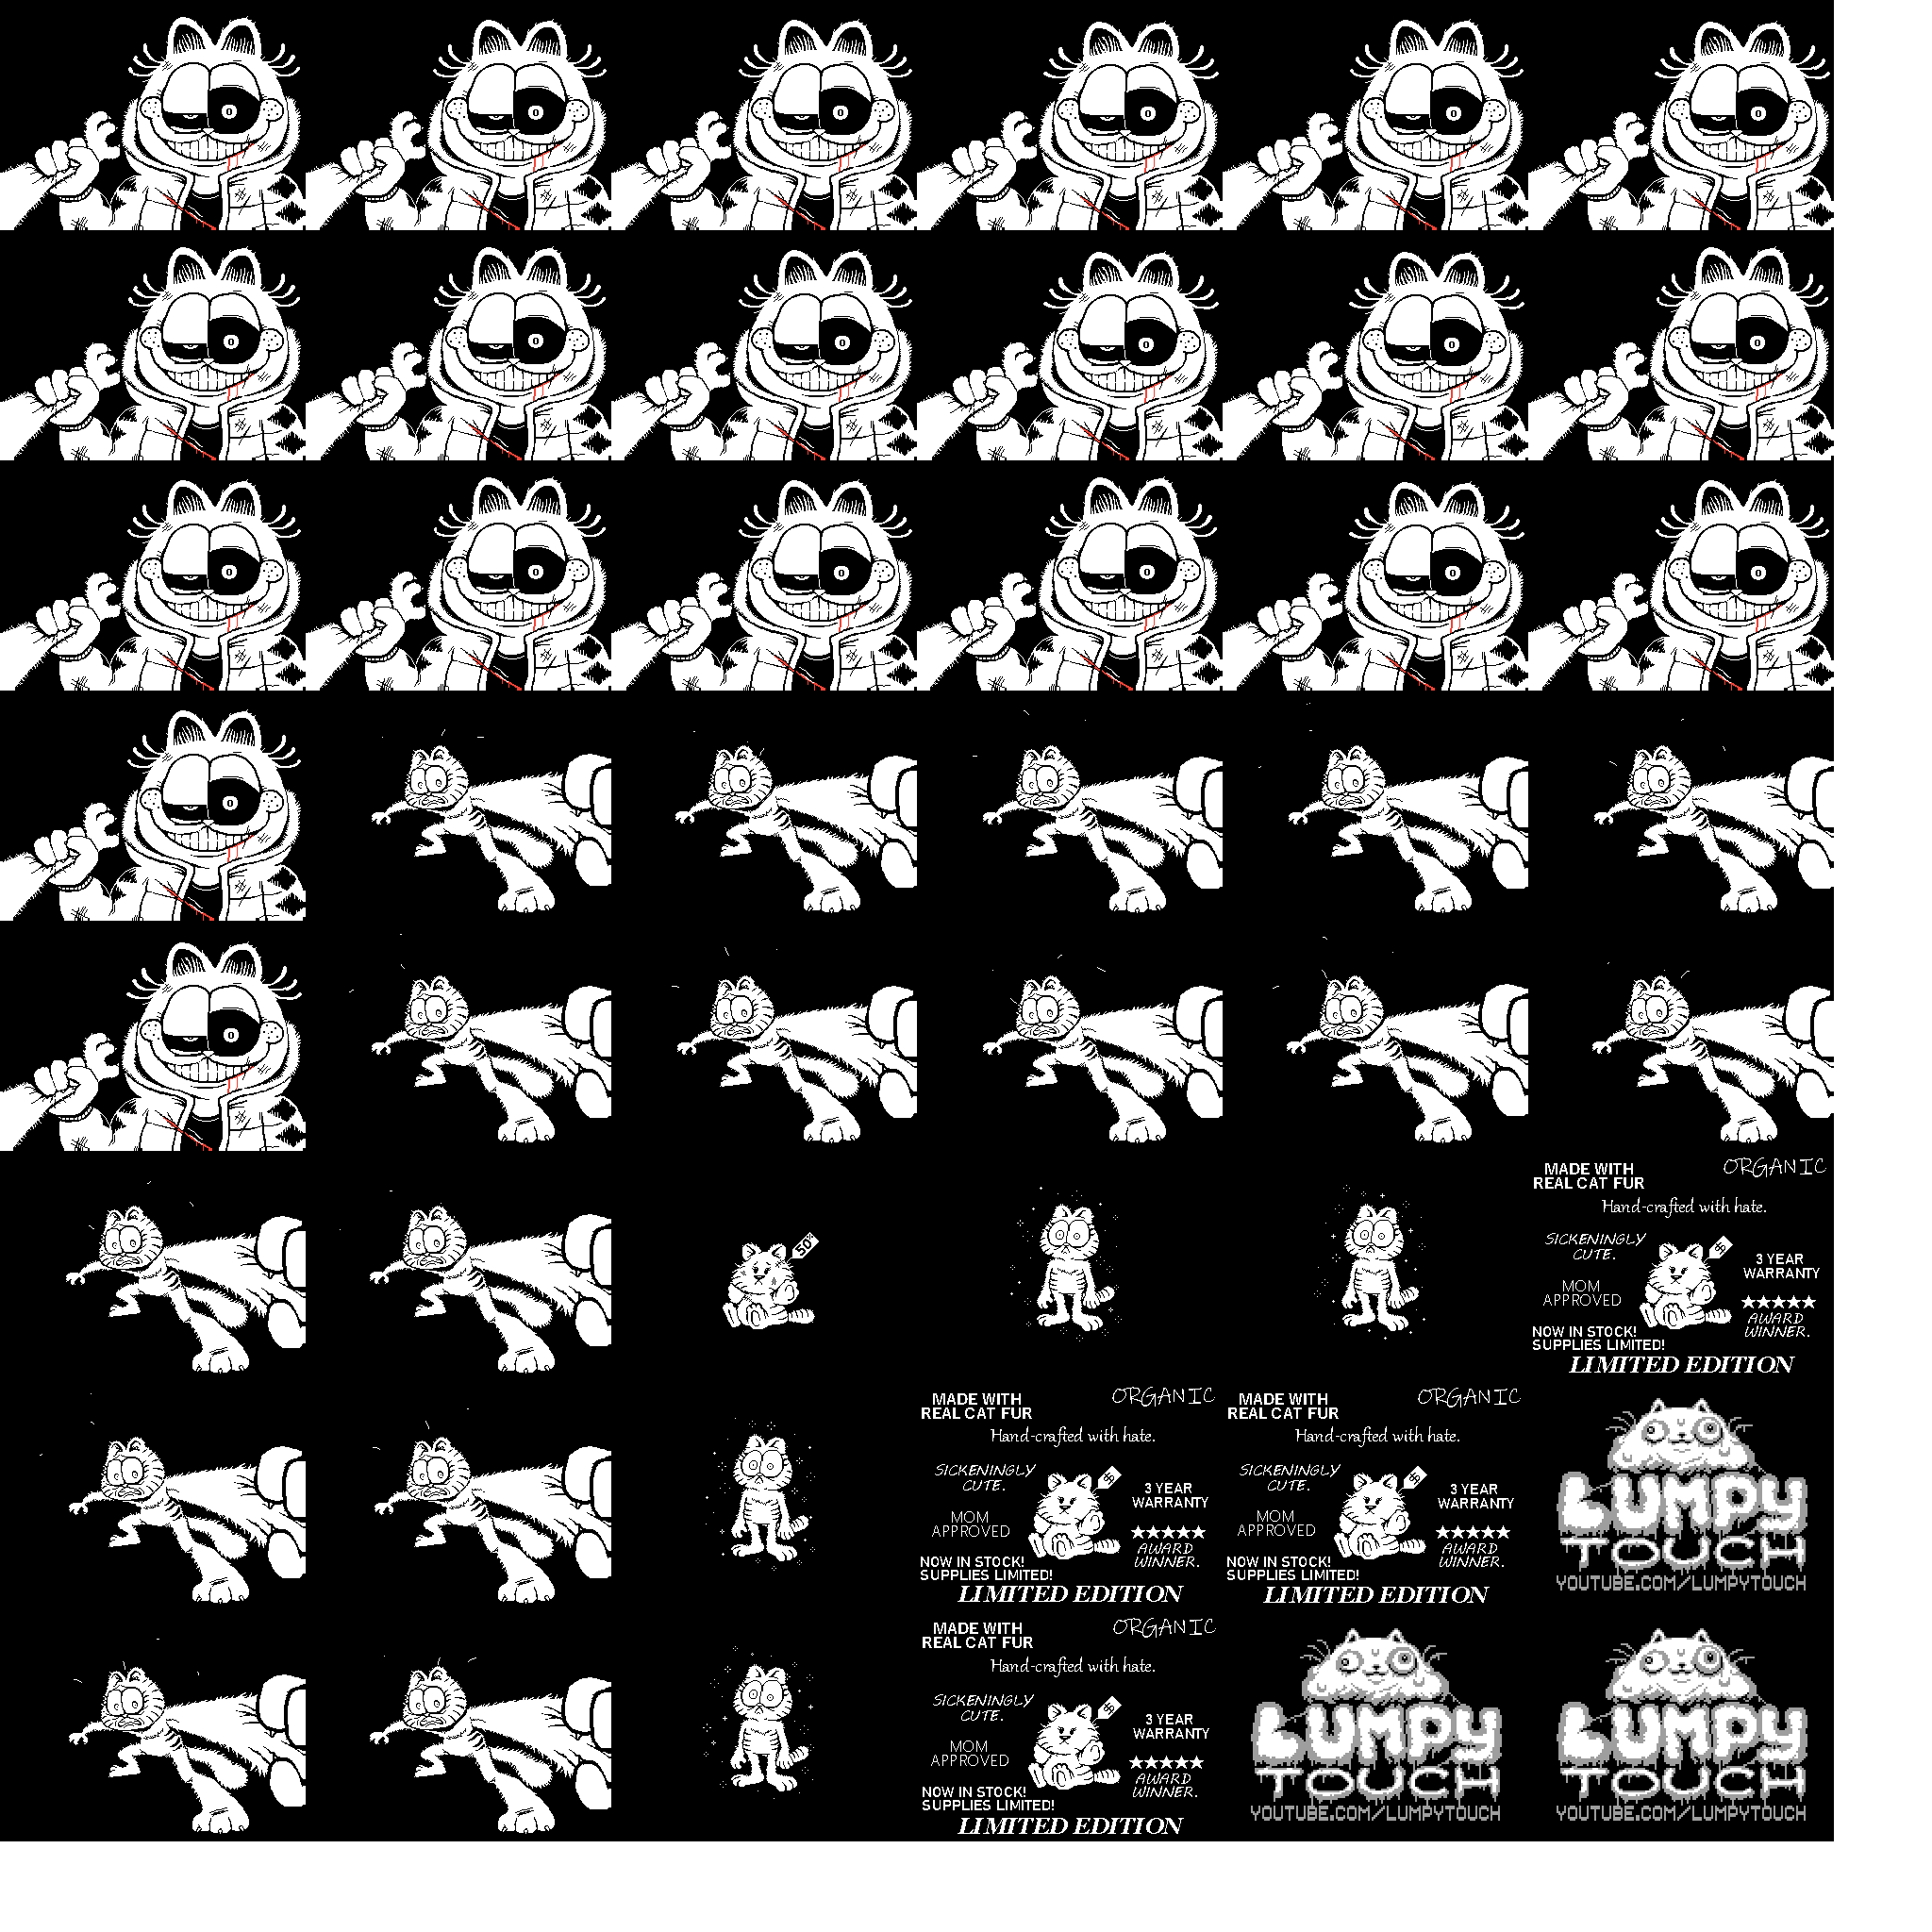 50%
MADE WITH
REAL CAT FUR
ORGANIC
Hand-crafted with hate.
SICKENINGLY
CUTE.
3 YEAR
WARRANTY
MOM
APPROVED
AWARD
WINNER.
NOW IN STOCK!
SUPPLIES LIMITED!
LIMITED EDITION
MADE WITH
REAL CAT FUR
ORGANIC
Hand-crafted with hate.
SICKENINGLY
CUTE.
3 YEAR
WARRANTY
MOM
APPROVED
AWARD
WINNER.
NOW IN STOCK!
SUPPLIES LIMITED!
LIMITED EDITION
MADE WITH
REAL CAT FUR
ORGANIC
Hand-crafted with hate.
SICKENINGLY
CUTE.
3 YEAR
WARRANTY
MOM
APPROVED
AWARD
WINNER.
NOW IN STOCK!
SUPPLIES LIMITED!
LIMITED EDITION
LUMPY
TOUCH
YOUTUBE.COM/LUMPYTOUCH
MADE WITH
REAL CAT FUR
ORGANIC
Hand-crafted with hate.
SICKENINGLY
CUTE.
3 YEAR
WARRANTY
MOM
APPROVED
AWARD
WINNER.
NOW IN STOCK!
SUPPLIES LIMITED!
LIMITED EDITION
LUMPY
TOUCH
YOUTUBE.COM/LUMPYTOUCH
LUMPY
TOUCH
YOUTUBE.COM/LUMPYTOUCH